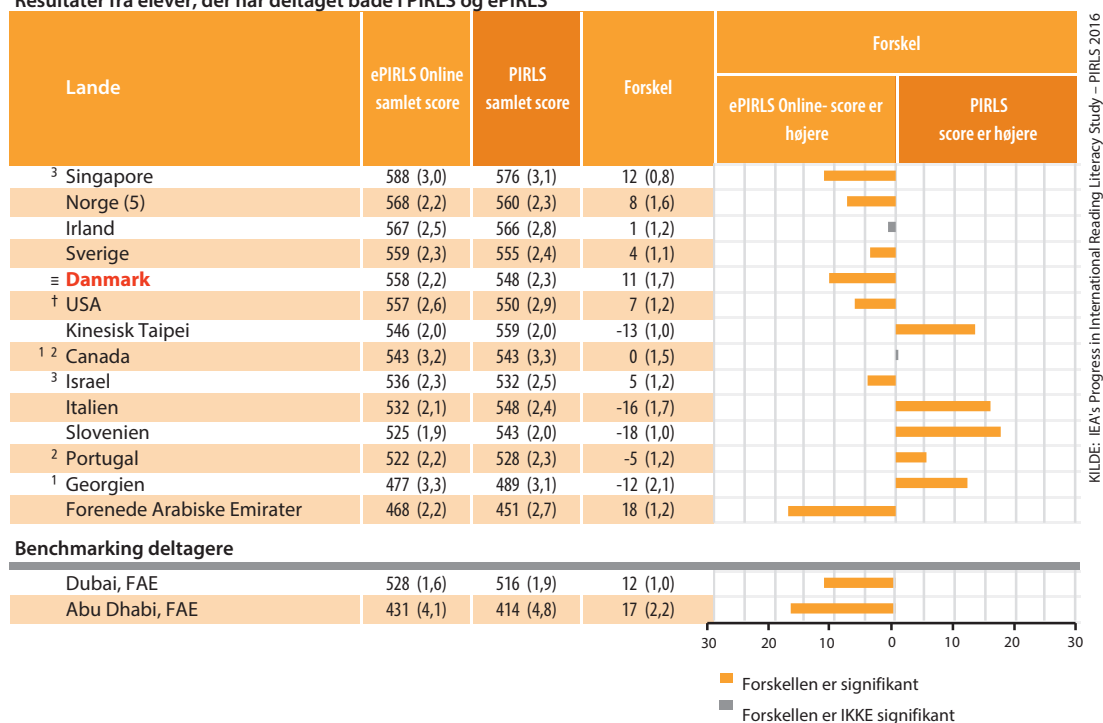 Resultater fra elever, der har deltaget både i PIRLS og ePIRLS
Lande
ePIRLS Online
samlet score
PIRLS
samlet score
Forskel
Forskel
ePIRLS Online- score er
højere
PIRLS
score er højere
3 Singapore 588 (3,0) 576 (3,1) 12 (0,8)
Norge (5) 568 (2,2) 560 (2,3) 8 (1,6)
Irland 567 (2,5) 566 (2,8) 1 (1,2)
Sverige 559 (2,3) 555 (2,4) 4 (1,1)
≡ Danmark 558 (2,2) 548 (2,3) 11 (1,7)
† USA 557 (2,6) 550 (2,9) 7 (1,2)
Kinesisk Taipei 546 (2,0) 559 (2,0) -13 (1,0)
1 2 Canada 543 (3,2) 543 (3,3) 0 (1,5)
3 Israel 536 (2,3) 532 (2,5) 5 (1,2)
Italien 532 (2,1) 548 (2,4) -16 (1,7)
Slovenien 525 (1,9) 543 (2,0) -18 (1,0)
2 Portugal 522 (2,2) 528 (2,3) -5 (1,2)
1 Georgien 477 (3,3) 489 (3,1) -12 (2,1)
Forenede Arabiske Emirater 468 (2,2) 451 (2,7) 18 (1,2)
Benchmarking deltagere
Dubai, FAE 528 (1,6) 516 (1,9) 12 (1,0)
Abu Dhabi, FAE 431 (4,1) 414 (4,8) 17 (2,2)
30 20 10 0 10 20 30
Forskellen er signifikant
Forskellen er IKKE signifikant
KILDE: IEA's Progress in International Reading Literacy Study – PIRLS 2016